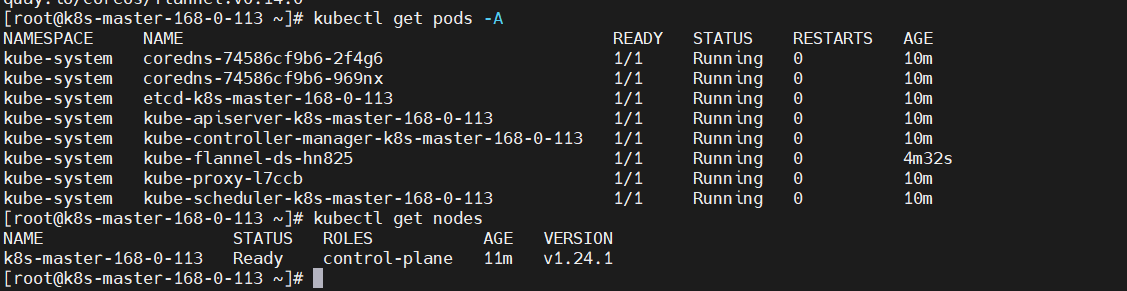 quay.io/coreos/flannel:v0.14.0
[root@k8s-master-168-0-113 ~]# kubectl get pods -A
NAMESPACE     NAME                                           READY   STATUS    RESTARTS   AGE
kube-system   coredns-74586cf9b6-2f4g6                       1/1     Running   0          10m
kube-system   coredns-74586cf9b6-969nx                       1/1     Running   0          10m
kube-system   etcd-k8s-master-168-0-113                      1/1     Running   0          10m
kube-system   kube-apiserver-k8s-master-168-0-113            1/1     Running   0          10m
kube-system   kube-controller-manager-k8s-master-168-0-113   1/1     Running   0          10m
kube-system   kube-flannel-ds-hn825                          1/1     Running   0          4m32s
kube-system   kube-proxy-l7ccb                               1/1     Running   0          10m
kube-system   kube-scheduler-k8s-master-168-0-113            1/1     Running   0          10m
[root@k8s-master-168-0-113 ~]# kubectl get nodes
NAME                   STATUS   ROLES           AGE   VERSION
k8s-master-168-0-113   Ready    control-plane   11m   v1.24.1
[root@k8s-master-168-0-113 ~]#